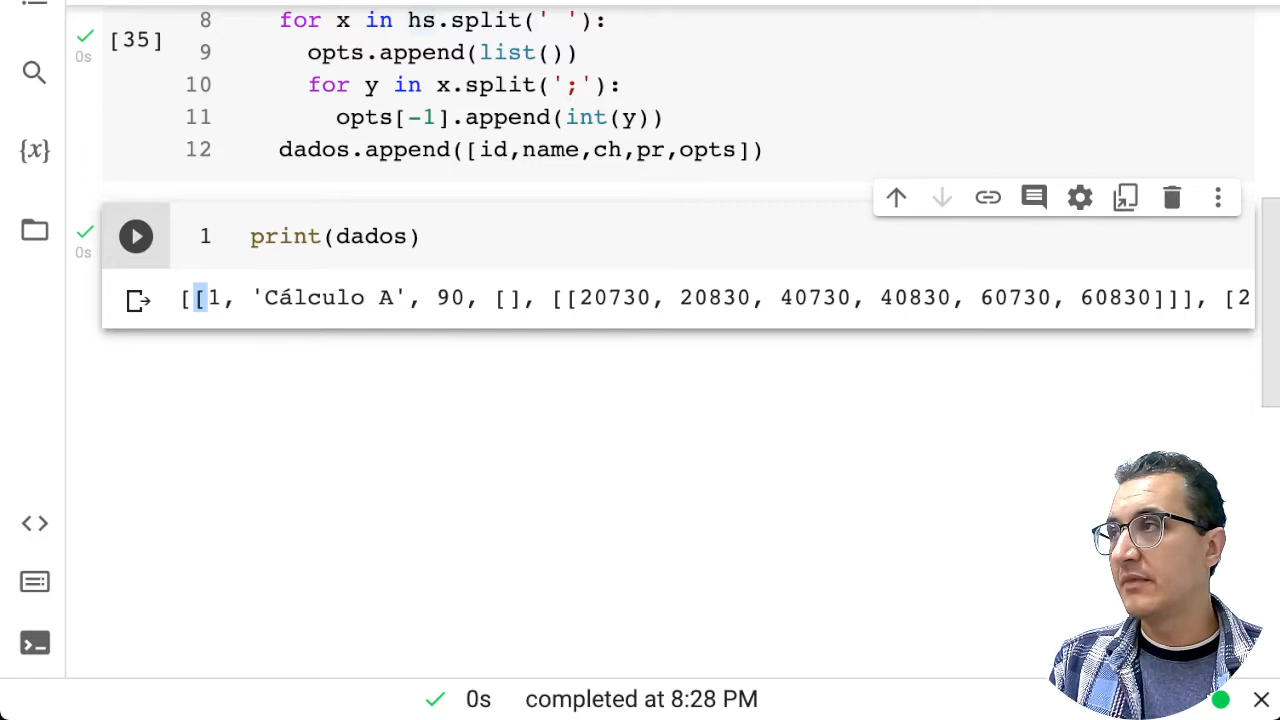 8 for x in hs.split(' '):
[35]
0s
9 opts.append(list())
10 for y in x.split(';'):
11 opts[-1].append(int(y))
12 dados.append([id,name,ch,pr,opts])
{x}
0s
1 print(dados)
[[1, 'Cálculo A', 90, [], [[20730, 20830, 40730, 40830, 60730, 60830]]], [2
0s completed at 8:28 PM